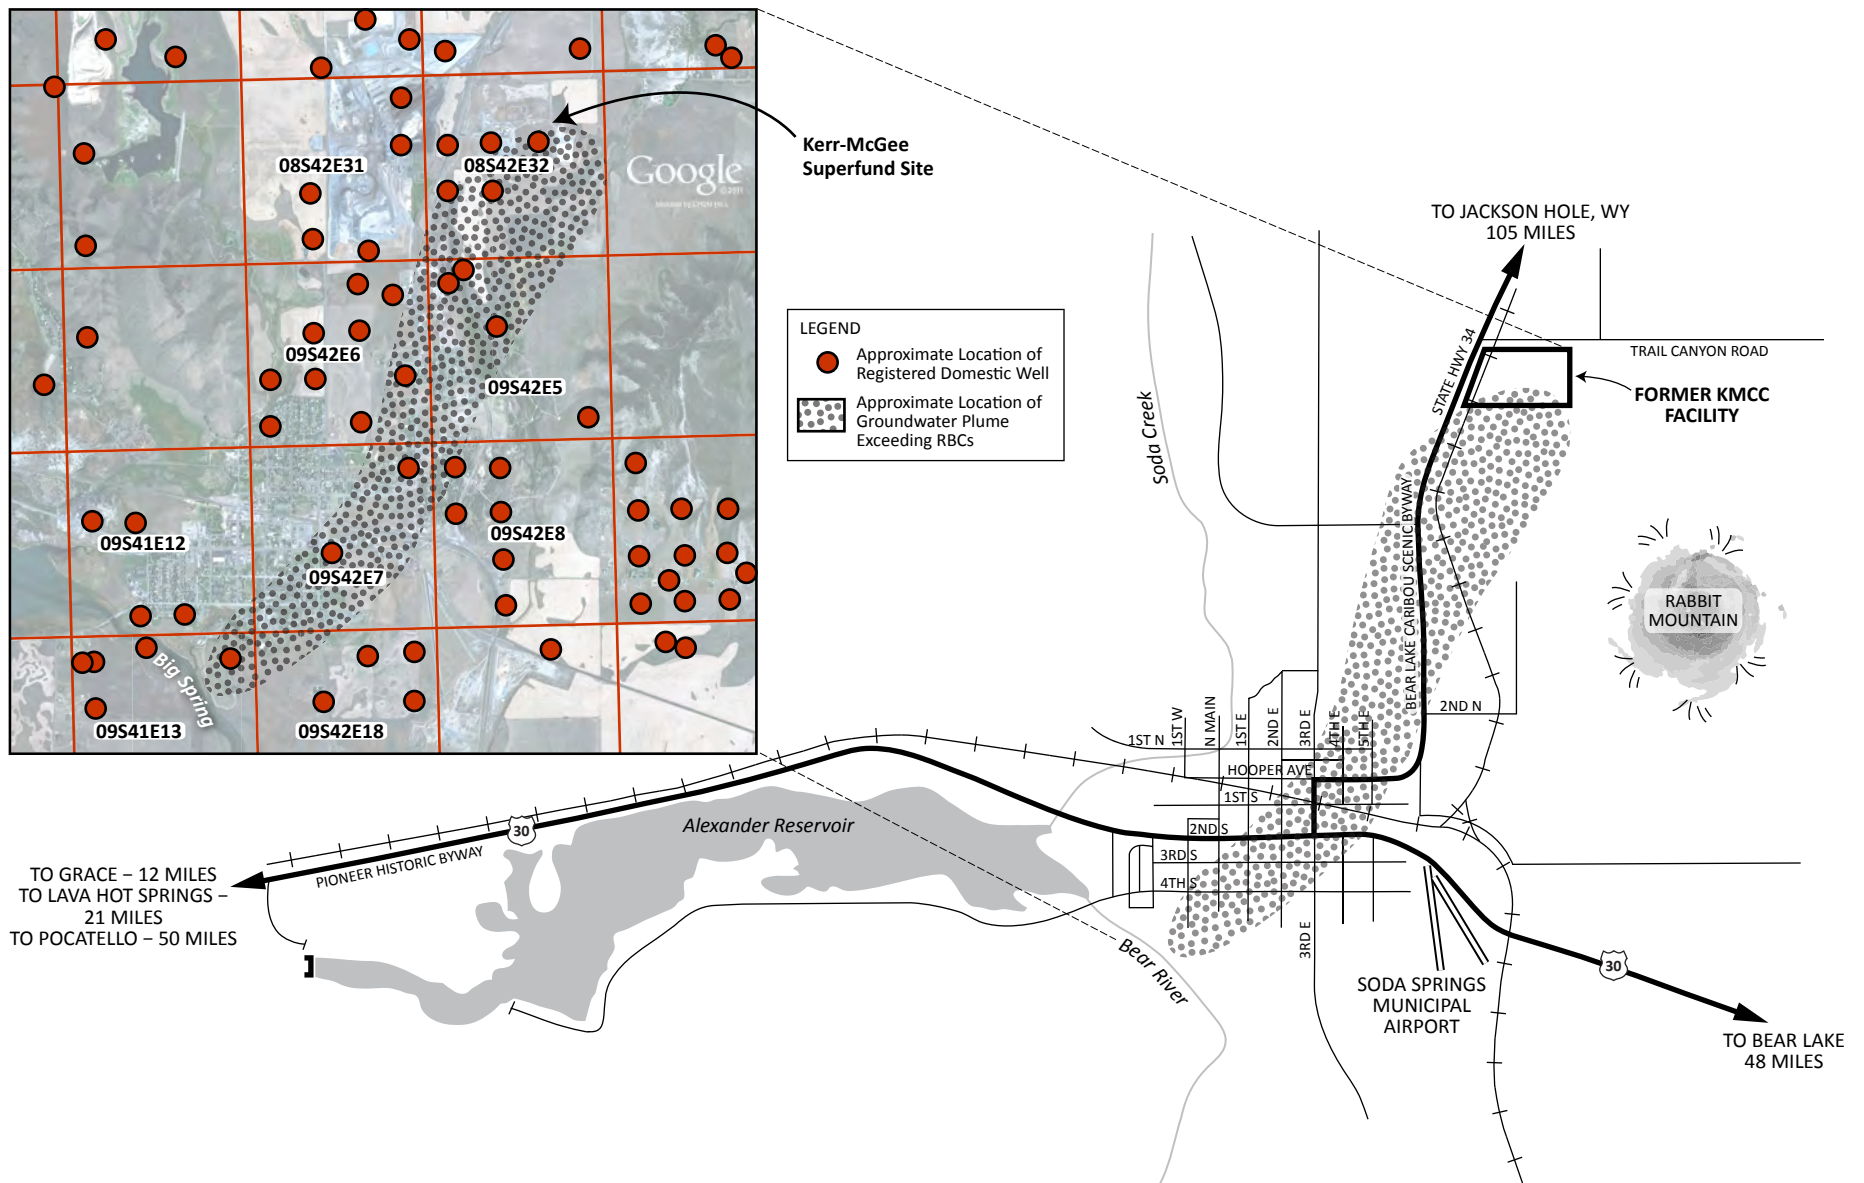 Kerr-McGee
Superfund Site
08S42E31
08S42E32
Google
©2011
09S42E6
09S42E5
09S41E12
09S42E8
09S42E7
Big Spring
09S41E13
09S42E18
LEGEND
Approximate Location of
Registered Domestic Well
Approximate Location of
Groundwater Plume
Exceeding RBCs
TO JACKSON HOLE, WY
105 MILES
STATE HWY 34
TRAIL CANYON ROAD
FORMER KMCC
FACILITY
Soda Creek
BEAR LAKE CARIBOU SCENIC BYWAY
RABBIT
MOUNTAIN
2ND N
1ST N
1ST W
N MAIN
1ST E
2ND E
3RD E
4TH E
5TH E
HOOPER AVE
1ST S
2ND S
3RD S
4TH S
3RD E
Alexander Reservoir
30
PIONEER HISTORIC BYWAY
TO GRACE – 12 MILES
TO LAVA HOT SPRINGS –
21 MILES
TO POCATELLO – 50 MILES
Bear River
SODA SPRINGS
MUNICIPAL
AIRPORT
30
TO BEAR LAKE
48 MILES